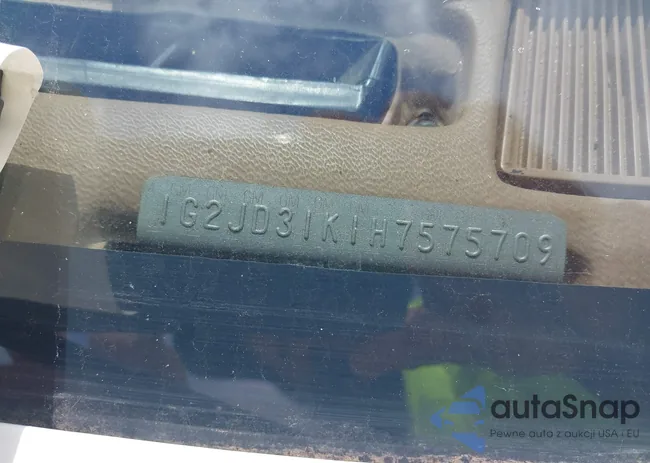 1G2JD31K1H7575709
autaSnap
Pewne auta z aukcji USA i EU